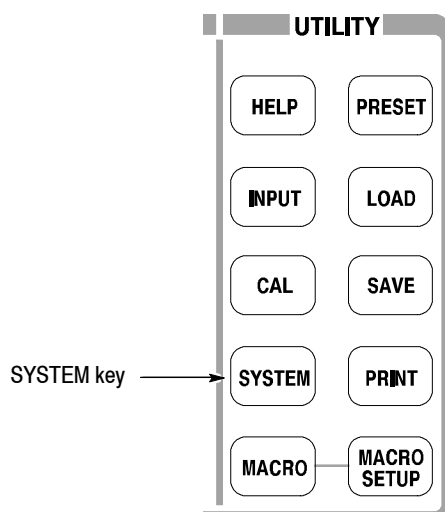 UTILITY
HELP PRESET
INPUT LOAD
CAL SAVE
SYSTEM key SYSTEM PRINT
MACRO MACRO
SETUP